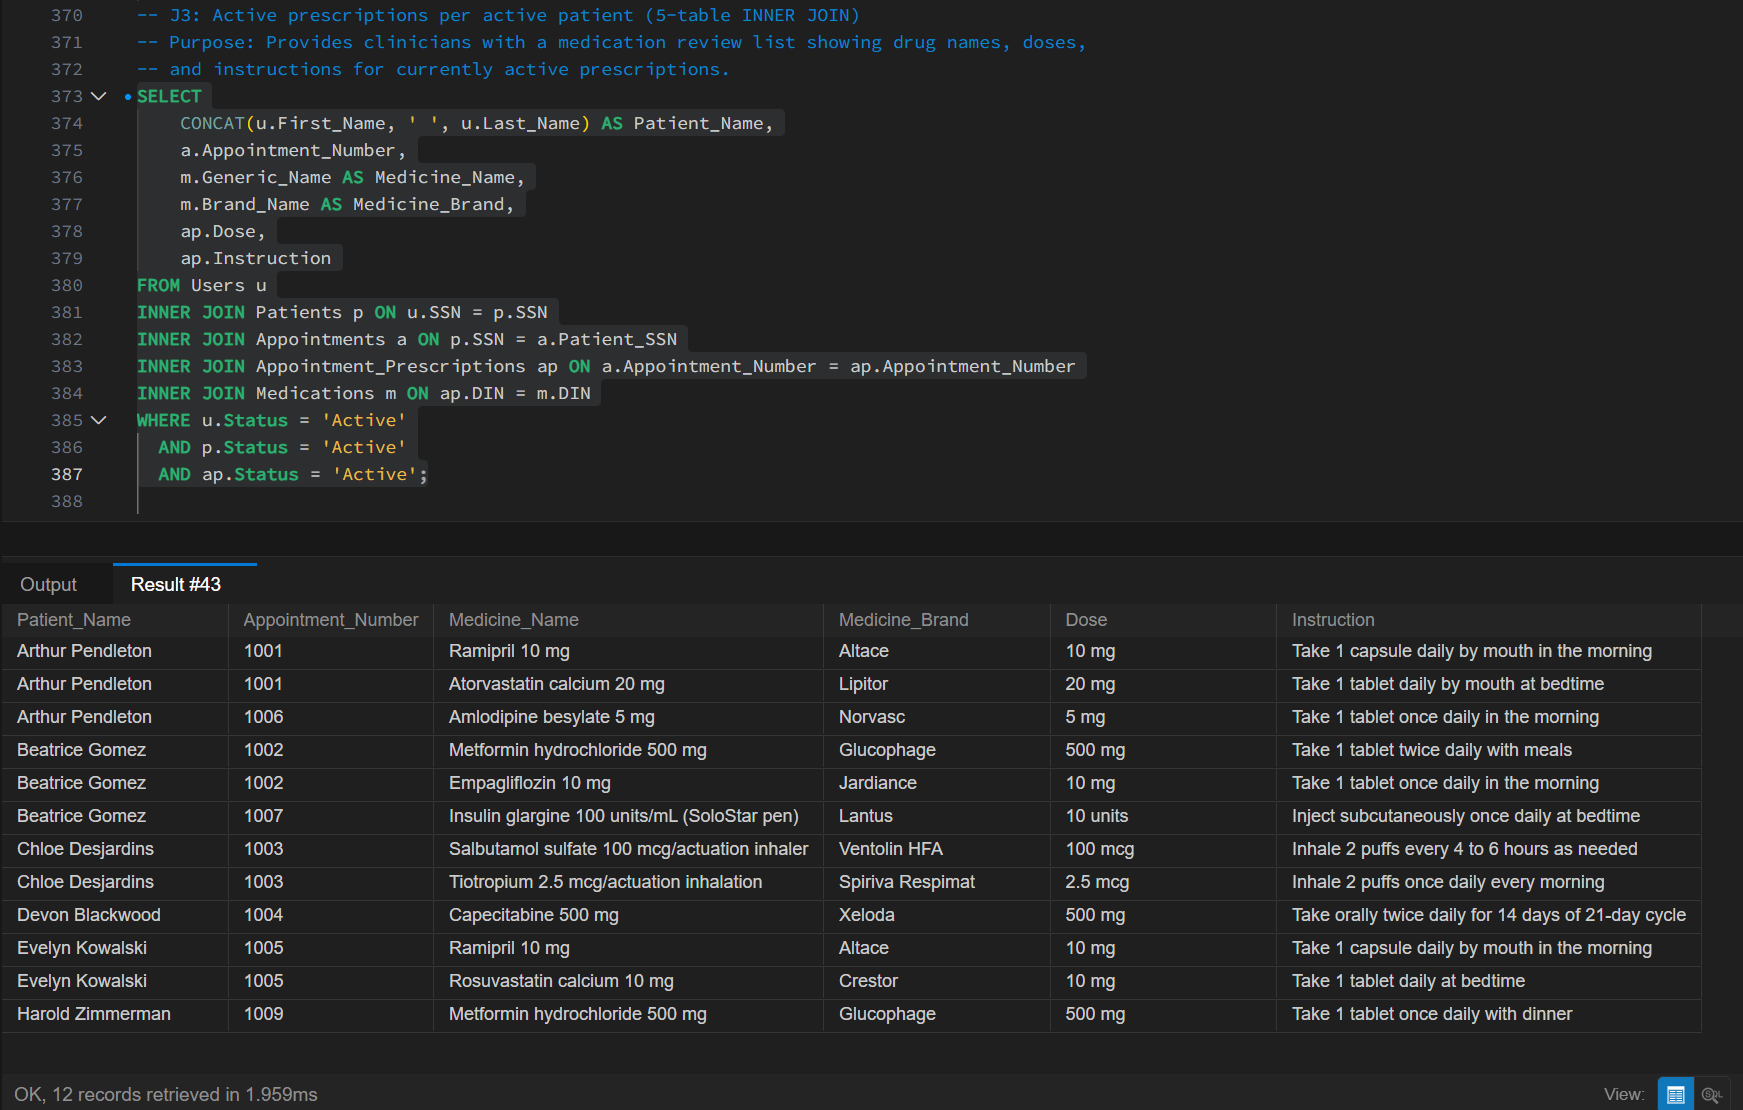 370 -- J3: Active prescriptions per active patient (5-table INNER JOIN)
371 -- Purpose: Provides clinicians with a medication review list showing drug names, doses,
372 -- and instructions for currently active prescriptions.
373 SELECT
374 CONCAT(u.First_Name, ' ', u.Last_Name) AS Patient_Name,
375 a.Appointment_Number,
376 m.Generic_Name AS Medicine_Name,
377 m.Brand_Name AS Medicine_Brand,
378 ap.Dose,
379 ap.Instruction
380 FROM Users u
381 INNER JOIN Patients p ON u.SSN = p.SSN
382 INNER JOIN Appointments a ON p.SSN = a.Patient_SSN
383 INNER JOIN Appointment_Prescriptions ap ON a.Appointment_Number = ap.Appointment_Number
384 INNER JOIN Medications m ON ap.DIN = m.DIN
385 WHERE u.Status = 'Active'
386 AND p.Status = 'Active'
387 AND ap.Status = 'Active';
388
Output Result #43
Patient_Name Appointment_Number Medicine_Name Medicine_Brand Dose Instruction
Arthur Pendleton 1001 Ramipril 10 mg Altace 10 mg Take 1 capsule daily by mouth in the morning
Arthur Pendleton 1001 Atorvastatin calcium 20 mg Lipitor 20 mg Take 1 tablet daily by mouth at bedtime
Arthur Pendleton 1006 Amlodipine besylate 5 mg Norvasc 5 mg Take 1 tablet once daily in the morning
Beatrice Gomez 1002 Metformin hydrochloride 500 mg Glucophage 500 mg Take 1 tablet twice daily with meals
Beatrice Gomez 1002 Empagliflozin 10 mg Jardiance 10 mg Take 1 tablet once daily in the morning
Beatrice Gomez 1007 Insulin glargine 100 units/mL (SoloStar pen) Lantus 10 units Inject subcutaneously once daily at bedtime
Chloe Desjardins 1003 Salbutamol sulfate 100 mcg/actuation inhaler Ventolin HFA 100 mcg Inhale 2 puffs every 4 to 6 hours as needed
Chloe Desjardins 1003 Tiotropium 2.5 mcg/actuation inhalation Spiriva Respimat 2.5 mcg Inhale 2 puffs once daily every morning
Devon Blackwood 1004 Capecitabine 500 mg Xeloda 500 mg Take orally twice daily for 14 days of 21-day cycle
Evelyn Kowalski 1005 Ramipril 10 mg Altace 10 mg Take 1 capsule daily by mouth in the morning
Evelyn Kowalski 1005 Rosuvastatin calcium 10 mg Crestor 10 mg Take 1 tablet daily at bedtime
Harold Zimmerman 1009 Metformin hydrochloride 500 mg Glucophage 500 mg Take 1 tablet once daily with dinner
OK, 12 records retrieved in 1.959ms View: SQL